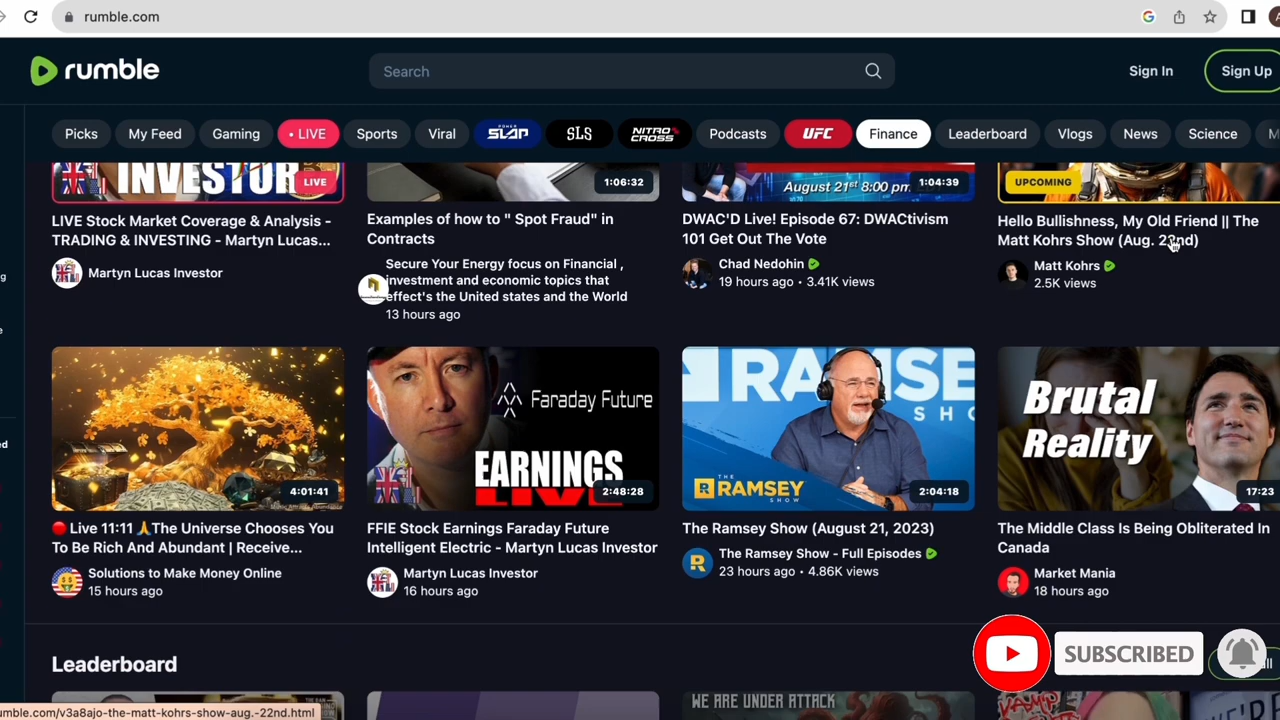 rumble.com
rumble
Search
Sign In
Sign Up
Picks
My Feed
Gaming
• LIVE
Sports
Viral
POWER
SLAP
SLS
NITRO
CROSS
Podcasts
UFC
Finance
Leaderboard
Vlogs
News
Science
INVESTOR
LIVE
1:06:32
August 21st 8:00 pm
1:04:39
UPCOMING
LIVE Stock Market Coverage & Analysis -
TRADING & INVESTING - Martyn Lucas...
Martyn Lucas Investor
Examples of how to " Spot Fraud" in
Contracts
Secure Your Energy focus on Financial ,
investment and economic topics that
effect's the United states and the World
13 hours ago
DWAC'D Live! Episode 67: DWACtivism
101 Get Out The Vote
Chad Nedohin
19 hours ago • 3.41K views
Hello Bullishness, My Old Friend || The
Matt Kohrs Show (Aug. 22nd)
Matt Kohrs
2.5K views
4:01:41
Faraday Future
EARNINGS
LIVE
2:48:28
RAMSEY
SHOW
THE
RAMSEY
SHOW
2:04:18
Brutal
Reality
17:23
🔴Live 11:11 🙏The Universe Chooses You
To Be Rich And Abundant | Receive...
Solutions to Make Money Online
15 hours ago
FFIE Stock Earnings Faraday Future
Intelligent Electric - Martyn Lucas Investor
Martyn Lucas Investor
16 hours ago
The Ramsey Show (August 21, 2023)
The Ramsey Show - Full Episodes
23 hours ago • 4.86K views
The Middle Class Is Being Obliterated In
Canada
Market Mania
18 hours ago
SUBSCRIBED
Leaderboard
WE ARE UNDER ATTACK
umble.com/v3a8ajo-the-matt-kohrs-show-aug.-22nd.html